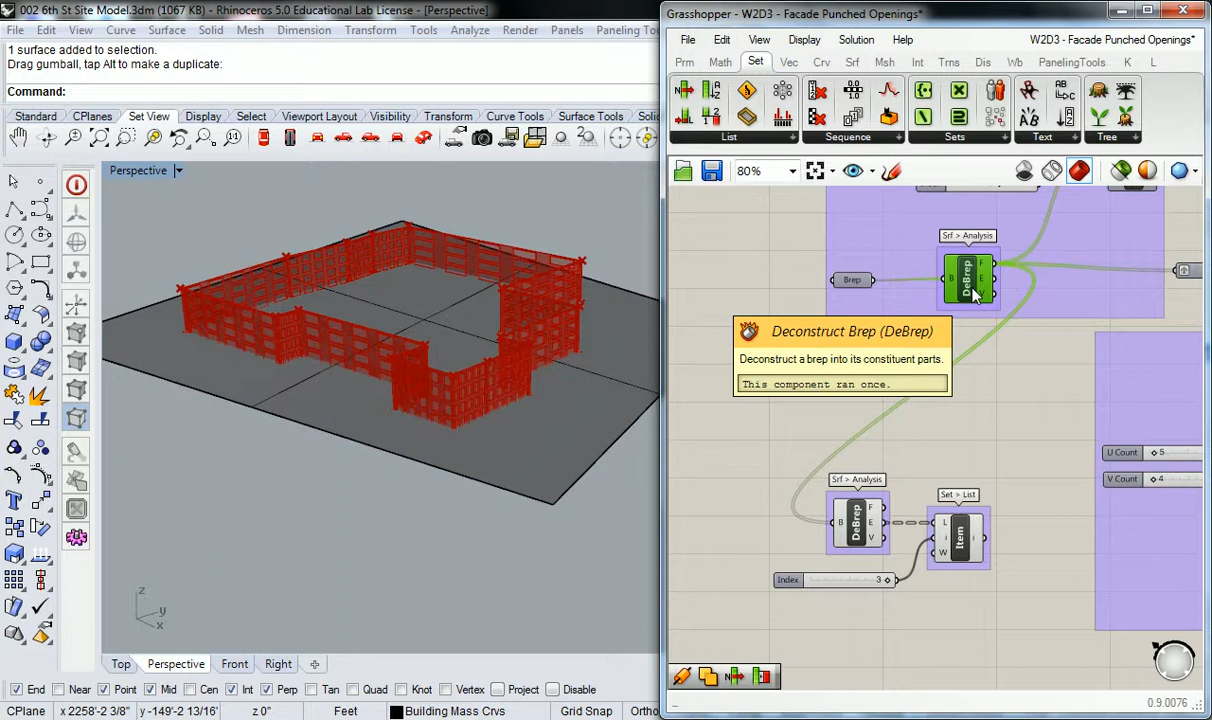 002 6th St Site Model.3dm (1067 KB) - Rhinoceros 5.0 Educational Lab License - [Perspective]
File Edit View Curve Surface Solid Mesh Dimension Transform Tools Analyze Render Panels Paneling To
1 surface added to selection.
Drag gumball, tap Alt to make a duplicate:
Command:
Standard CPlanes Set View Display Select Viewport Layout Visibility Transform Curve Tools Surface Tools So
Perspective
z
y
x
Top Perspective Front Right
End Near Point Mid Cen Int Perp Tan Quad Knot Vertex Project Disable
CPlane x 2258'-2 3/8" y -149'-2 13/16" z 0" Feet Building Mass Crvs Grid Snap Ortho
Grasshopper - W2D3 - Facade Punched Openings*
File Edit View Display Solution Help W2D3 - Facade Punched Openings*
Prm Math Set Vec Crv Srf Msh Int Trns Dis Wb PanelingTools K L
List Sequence Sets Text Tree
80%
Srf > Analysis
Brep
B DeBrep F E V
Deconstruct Brep (DeBrep)
Deconstruct a brep into its constituent parts.
This component ran once.
U Count 5
V Count 4
Srf > Analysis
Set > List
B DeBrep F E V
L i W Item i
Index 3
0.9.0076